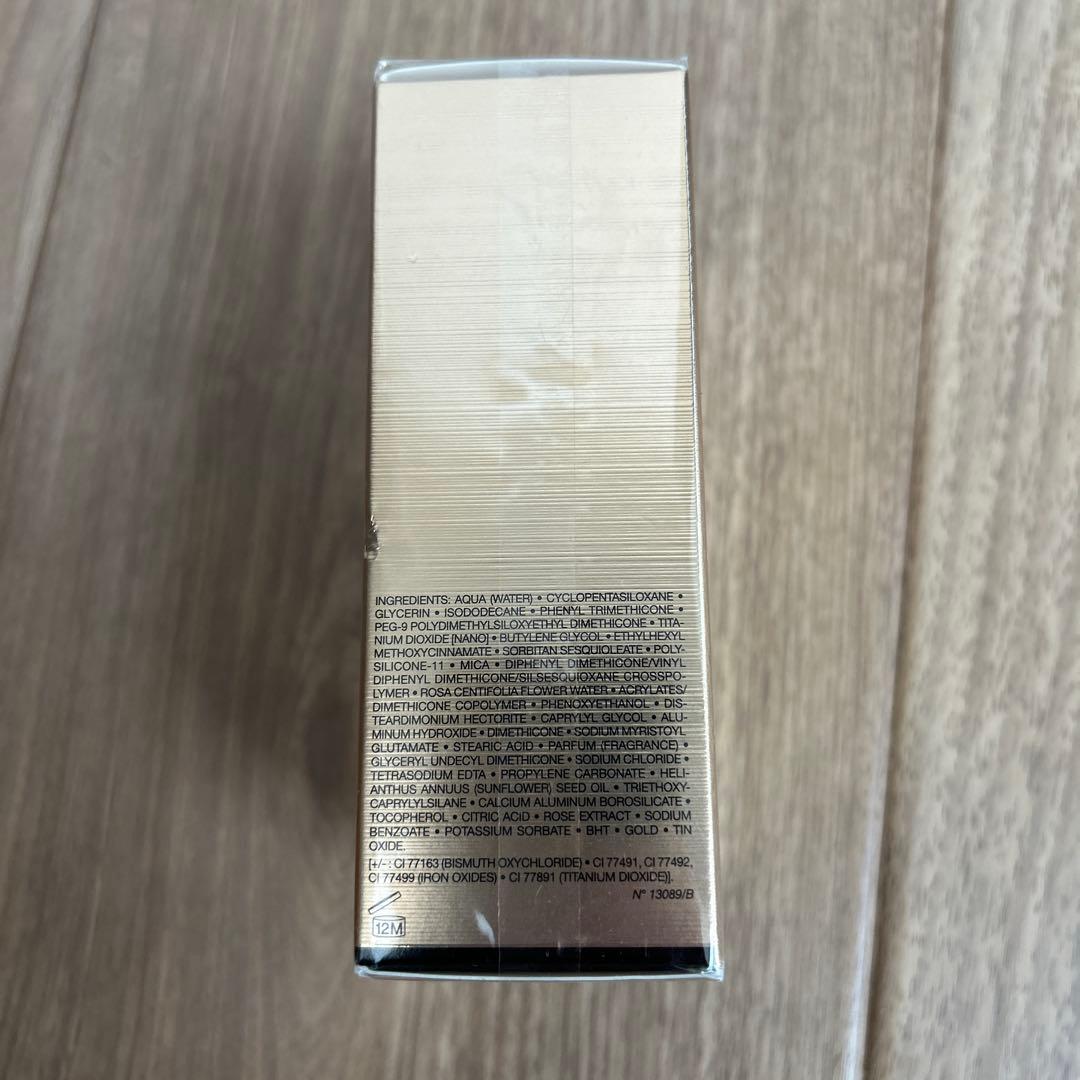 INGREDIENTS: AQUA (WATER) • CYCLOPENTASILOXANE •
GLYCERIN • ISODODECANE • PHENYL TRIMETHICONE •
PEG-9 POLYDIMETHYLSILOXYETHYL DIMETHICONE • TITA-
NIUM DIOXIDE [NANO] • BUTYLENE GLYCOL • ETHYLHEXYL
METHOXYCINNAMATE • SORBITAN SESQUIOLEATE • POLY-
SILICONE-11 • MICA • DIPHENYL DIMETHICONE/VINYL
DIPHENYL DIMETHICONE/SILSESQUIOXANE CROSSPO-
LYMER • ROSA CENTIFOLIA FLOWER WATER • ACRYLATES/
DIMETHICONE COPOLYMER • PHENOXYETHANOL • DIS-
TEARDIMONIUM HECTORITE • CAPRYLYL GLYCOL • ALU-
MINUM HYDROXIDE • DIMETHICONE • SODIUM MYRISTOYL
GLUTAMATE • STEARIC ACID • PARFUM (FRAGRANCE) •
GLYCERYL UNDECYL DIMETHICONE • SODIUM CHLORIDE •
TETRASODIUM EDTA • PROPYLENE CARBONATE • HELI-
ANTHUS ANNUUS (SUNFLOWER) SEED OIL • TRIETHOXY-
CAPRYLYLSILANE • CALCIUM ALUMINUM BOROSILICATE •
TOCOPHEROL • CITRIC ACID • ROSE EXTRACT • SODIUM
BENZOATE • POTASSIUM SORBATE • BHT • GOLD • TIN
OXIDE.
[+/- : CI 77163 (BISMUTH OXYCHLORIDE) • CI 77491, CI 77492,
CI 77499 (IRON OXIDES) • CI 77891 (TITANIUM DIOXIDE)].
N° 13089/B
12M